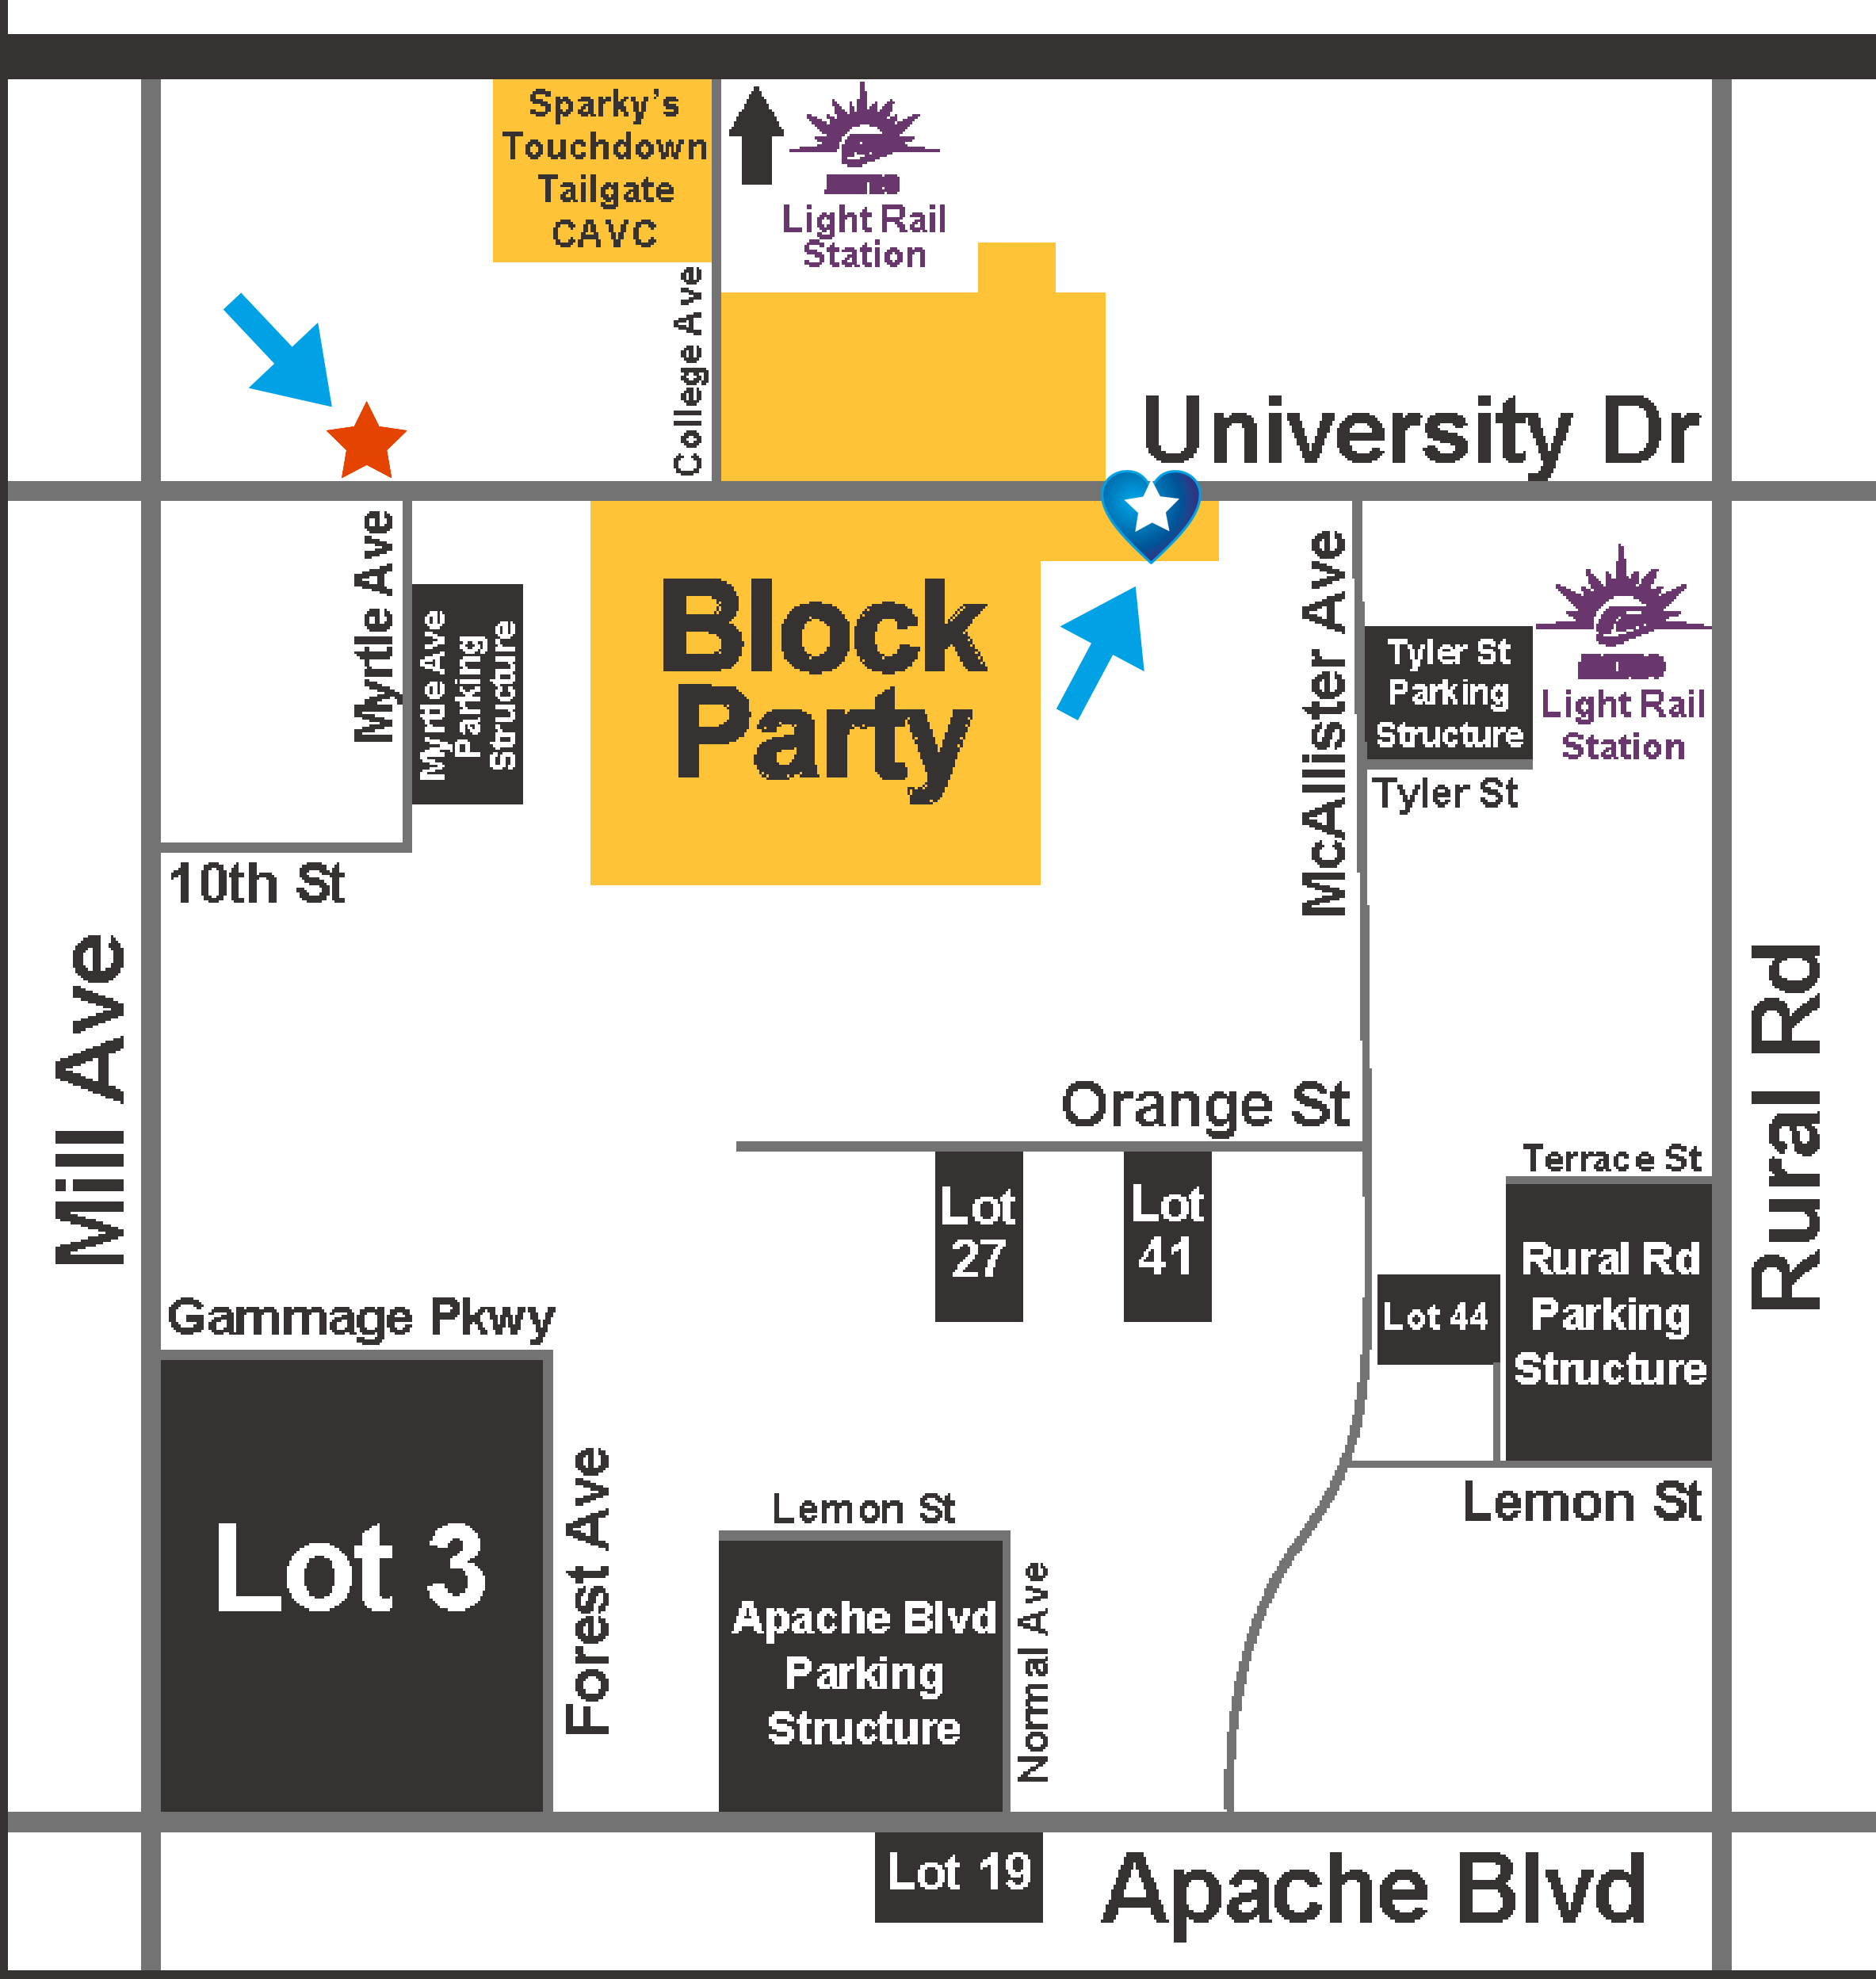 Sparky's
Touchdown
Tailgate
CAVC
Light Rail
Station
College Ave
University Dr
Myrtle Ave
Myrtle Ave
Parking
Structure
Block
Party
McAllister Ave
Tyler St
Parking
Structure
Light Rail
Station
Tyler St
10th St
Mill Ave
Rural Rd
Orange St
Lot
27
Lot
41
Terrace St
Rural Rd
Parking
Structure
Lot 44
Gammage Pkwy
Lot 3
Forest Ave
Lemon St
Lemon St
Apache Blvd
Parking
Structure
Normal Ave
Lot 19
Apache Blvd